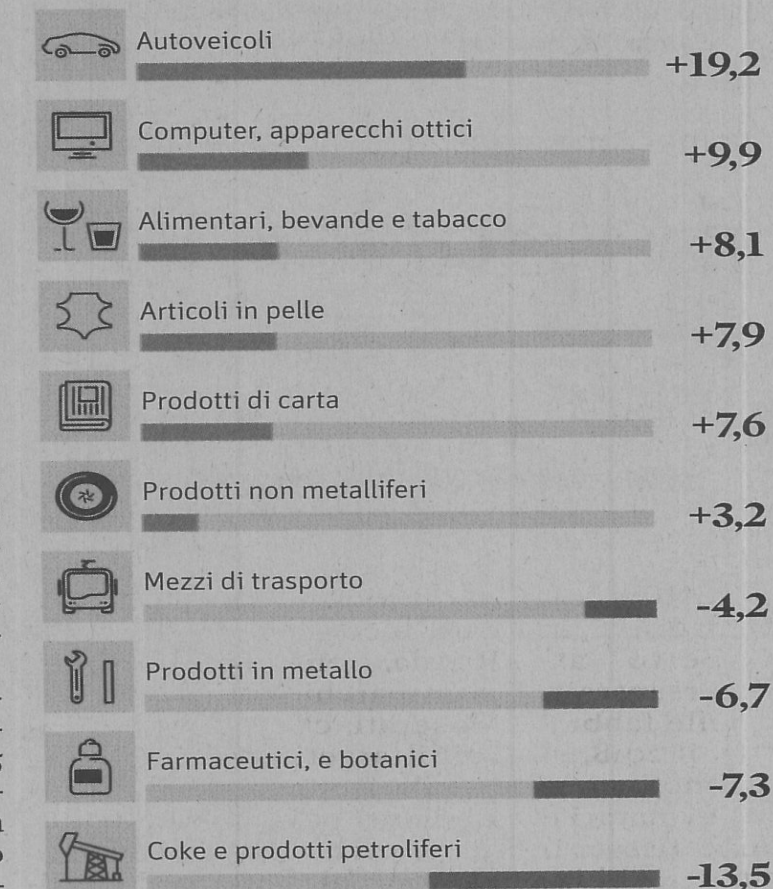 Autoveicoli
+19,2
Computer, apparecchi ottici
+9,9
Alimentari, bevande e tabacco
+8,1
Articoli in pelle
+7,9
Prodotti di carta
+7,6
Prodotti non metalliferi
+3,2
Mezzi di trasporto
-4,2
Prodotti in metallo
-6,7
Farmaceutici, e botanici
-7,3
Coke e prodotti petroliferi
-13,5